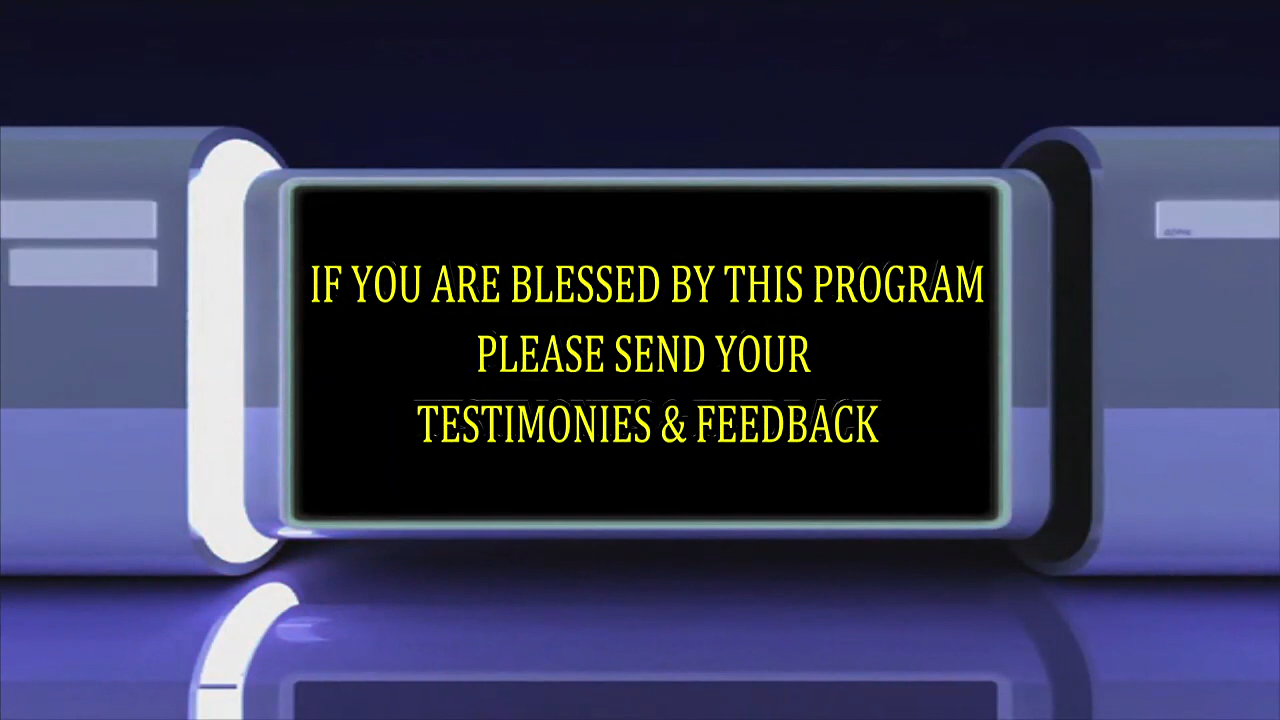 IF YOU ARE BLESSED BY THIS PROGRAM
PLEASE SEND YOUR
TESTIMONIES & FEEDBACK